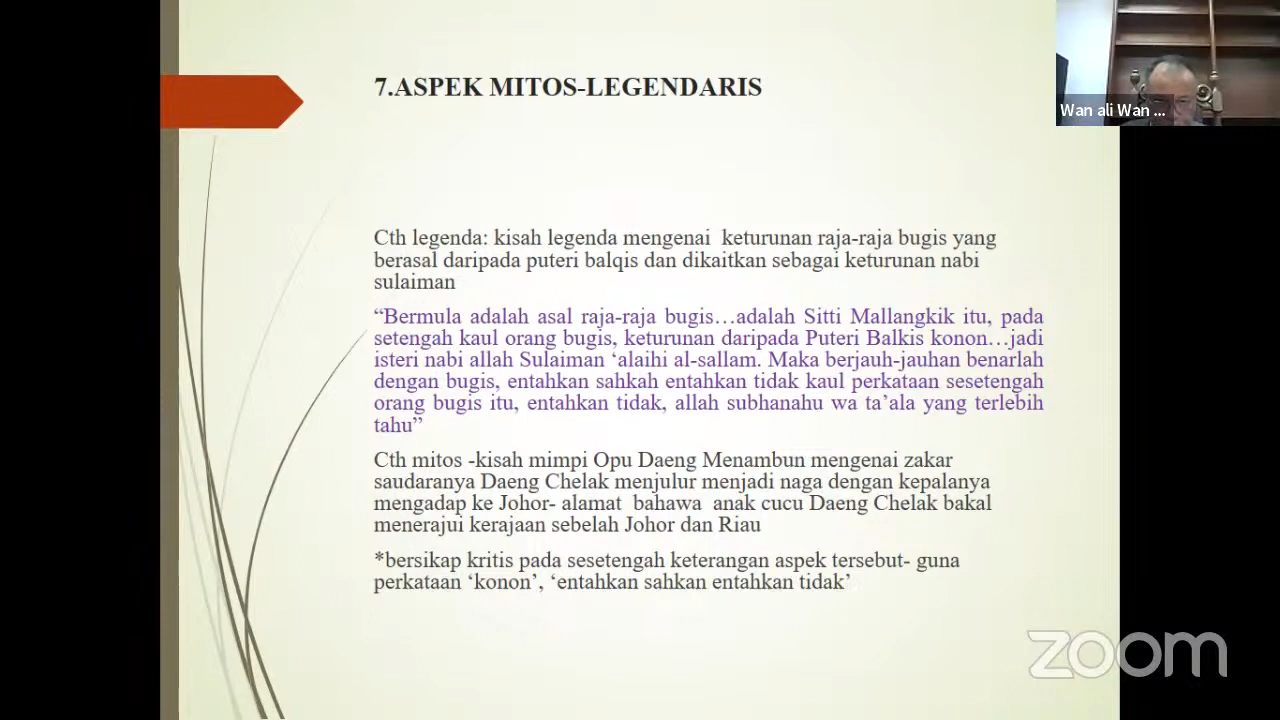 7.ASPEK MITOS-LEGENDARIS
Wan ali Wan ...
Cth legenda: kisah legenda mengenai keturunan raja-raja bugis yang
berasal daripada puteri balqis dan dikaitkan sebagai keturunan nabi
sulaiman
“Bermula adalah asal raja-raja bugis…adalah Sitti Mallangkik itu, pada
setengah kaul orang bugis, keturunan daripada Puteri Balkis konon…jadi
isteri nabi allah Sulaiman ‘alaihi al-sallam. Maka berjauh-jauhan benarlah
dengan bugis, entahkan sahkah entahkan tidak kaul perkataan sesetengah
orang bugis itu, entahkan tidak, allah subhanahu wa ta’ala yang terlebih
tahu”
Cth mitos -kisah mimpi Opu Daeng Menambun mengenai zakar
saudaranya Daeng Chelak menjulur menjadi naga dengan kepalanya
mengadap ke Johor- alamat bahawa anak cucu Daeng Chelak bakal
menerajui kerajaan sebelah Johor dan Riau
*bersikap kritis pada sesetengah keterangan aspek tersebut- guna
perkataan ‘konon’, ‘entahkan sahkan entahkan tidak’
zoom